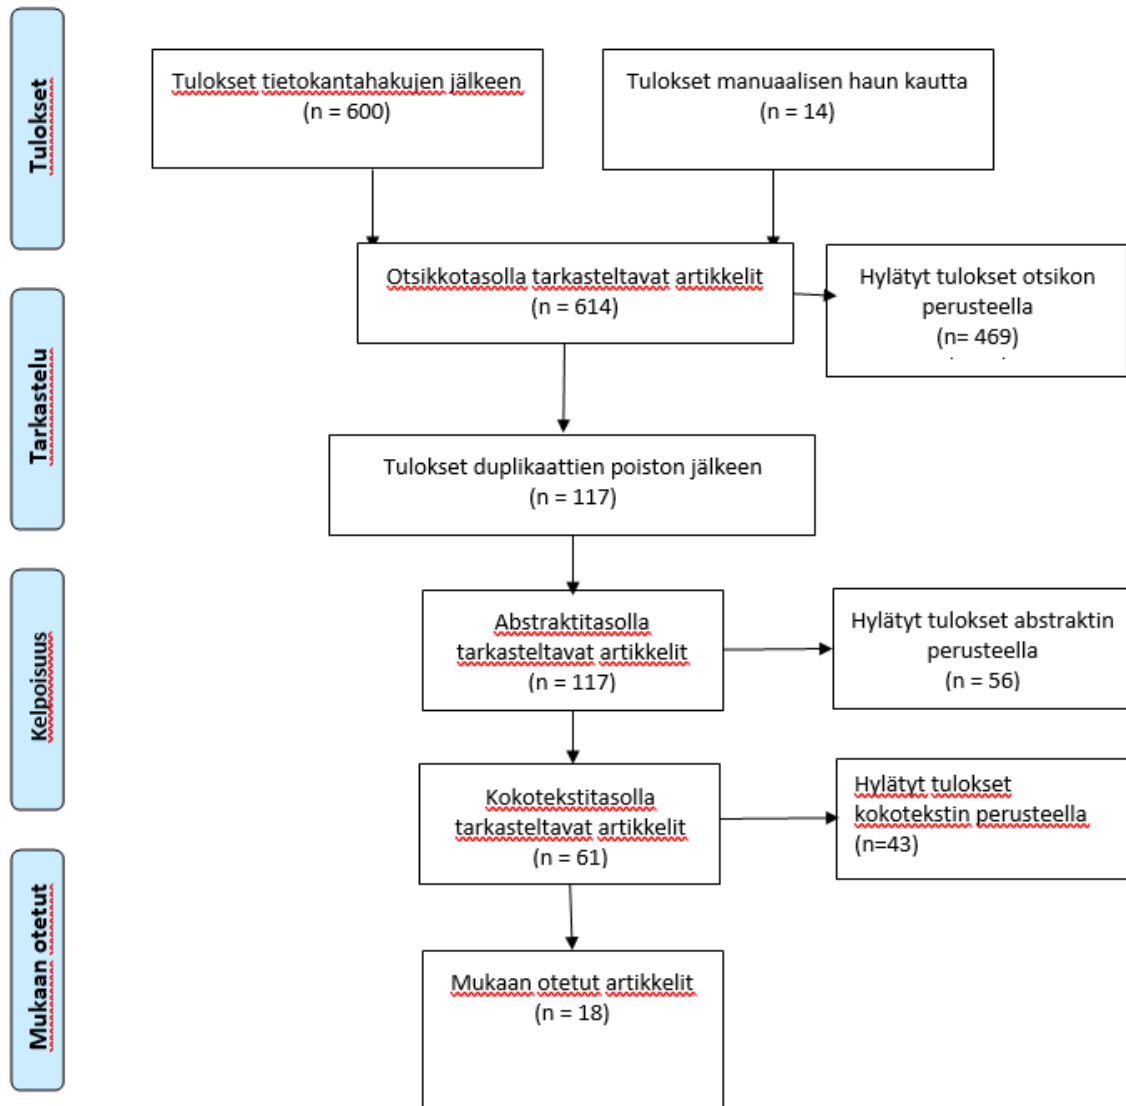 Tulokset
Tulokset tietokantahakujen jälkeen
(n = 600)
Tulokset manuaalisen haun kautta
(n = 14)
Otsikkotasolla tarkasteltavat artikkelit
(n = 614)
Hylätyt tulokset otsikon
perusteella
(n= 469)
Tarkastelu
Tulokset duplikaattien poiston jälkeen
(n = 117)
Kelpoisuus
Abstraktitasolla
tarkasteltavat artikkelit
(n = 117)
Hylätyt tulokset abstraktin
perusteella
(n = 56)
Kokotekstitasolla
tarkasteltavat artikkelit
(n = 61)
Hylätyt tulokset
kokotekstin perusteella
(n=43)
Mukaan otetut
Mukaan otetut artikkelit
(n = 18)